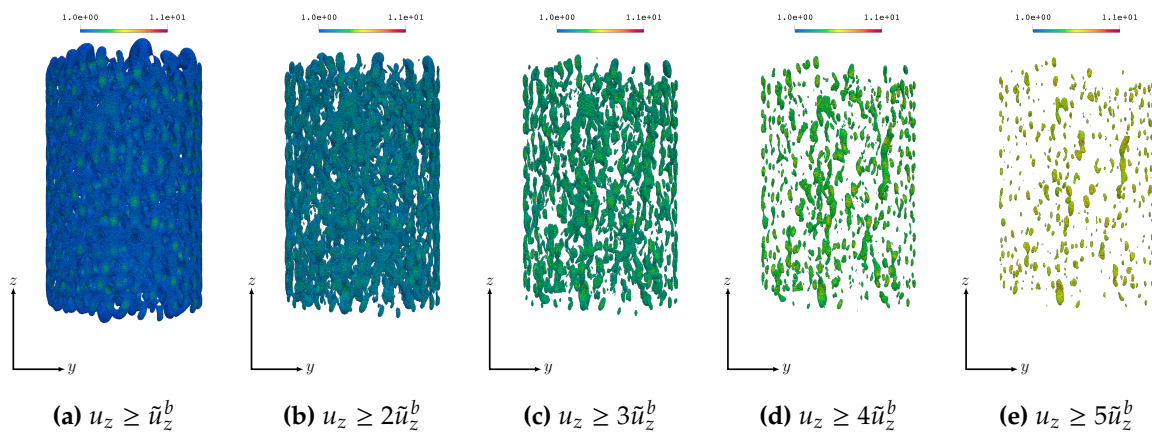 1.0e+00 1.1e+01 1.0e+00 1.1e+01 1.0e+00 1.1e+01 1.0e+00 1.1e+01 1.0e+00 1.1e+01
z z z z z
y y y y y
(a) u_z ≥ ũ_z^b (b) u_z ≥ 2ũ_z^b (c) u_z ≥ 3ũ_z^b (d) u_z ≥ 4ũ_z^b (e) u_z ≥ 5ũ_z^b